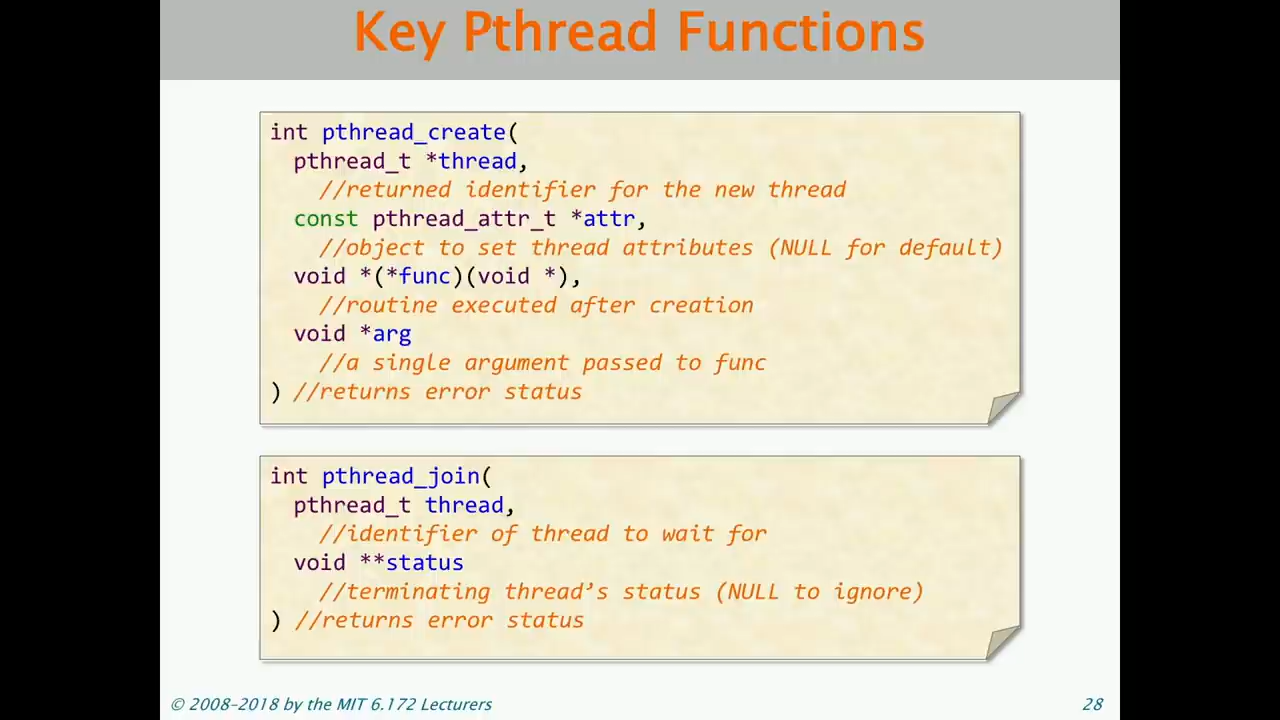 Key Pthread Functions
int pthread_create(
pthread_t *thread,
//returned identifier for the new thread
const pthread_attr_t *attr,
//object to set thread attributes (NULL for default)
void *(*func)(void *),
//routine executed after creation
void *arg
//a single argument passed to func
) //returns error status
int pthread_join(
pthread_t thread,
//identifier of thread to wait for
void **status
//terminating thread’s status (NULL to ignore)
) //returns error status
© 2008–2018 by the MIT 6.172 Lecturers
28